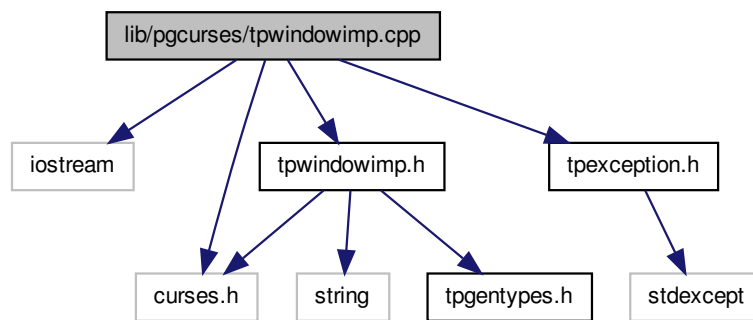 lib/pgcurses/tpwindowimp.cpp
iostream
tpwindowimp.h
tpexception.h
curses.h
string
tpgentypes.h
stdexcept